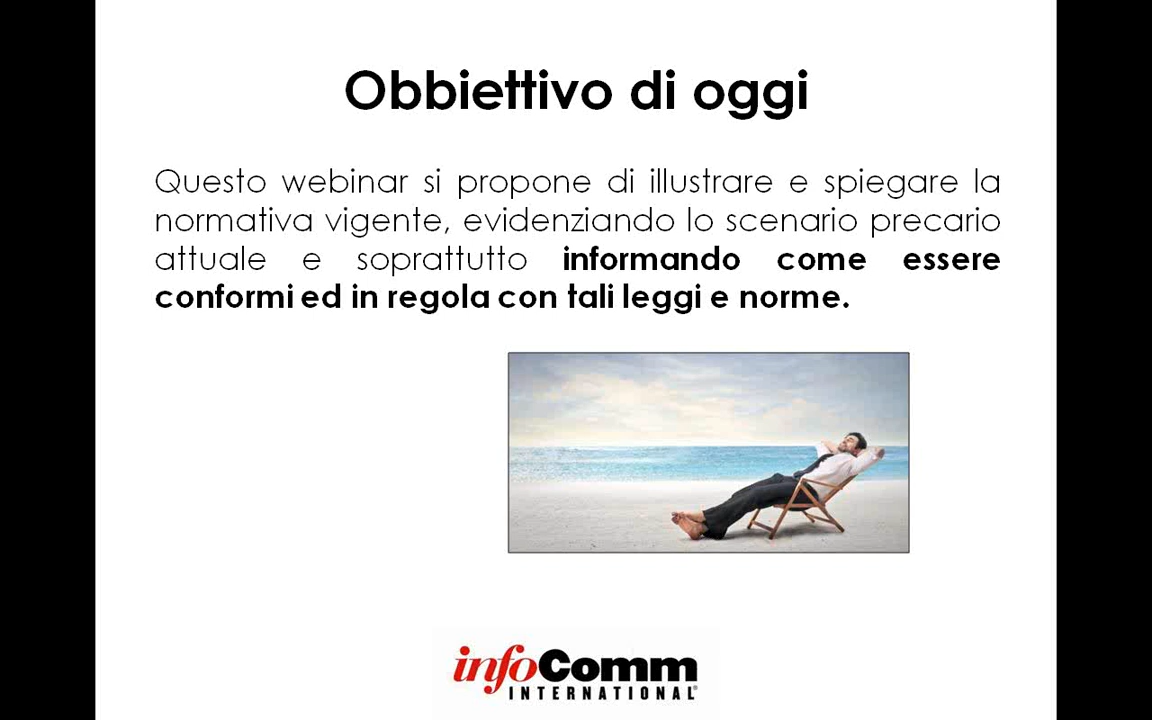 Obbiettivo di oggi
Questo webinar si propone di illustrare e spiegare la
normativa vigente, evidenziando lo scenario precario
attuale e soprattutto informando come essere
conformi ed in regola con tali leggi e norme.
infoComm
INTERNATIONAL®